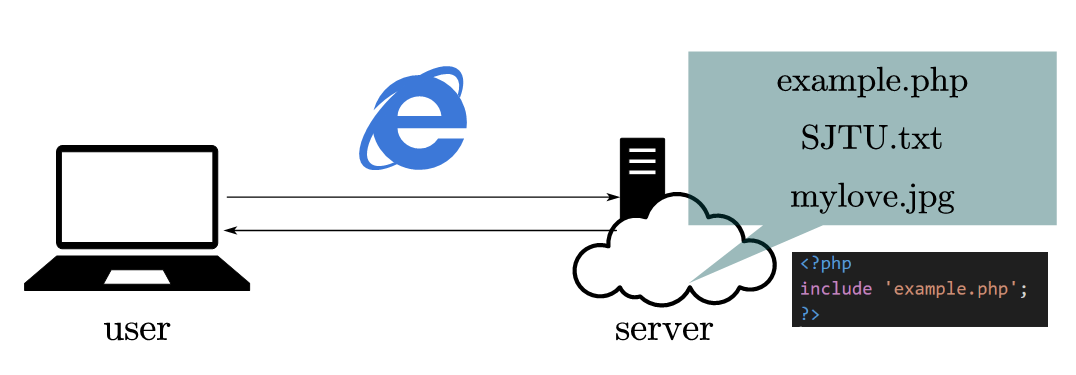 example.php
SJTU.txt
mylove.jpg
<?php
include 'example.php';
?>
user
server